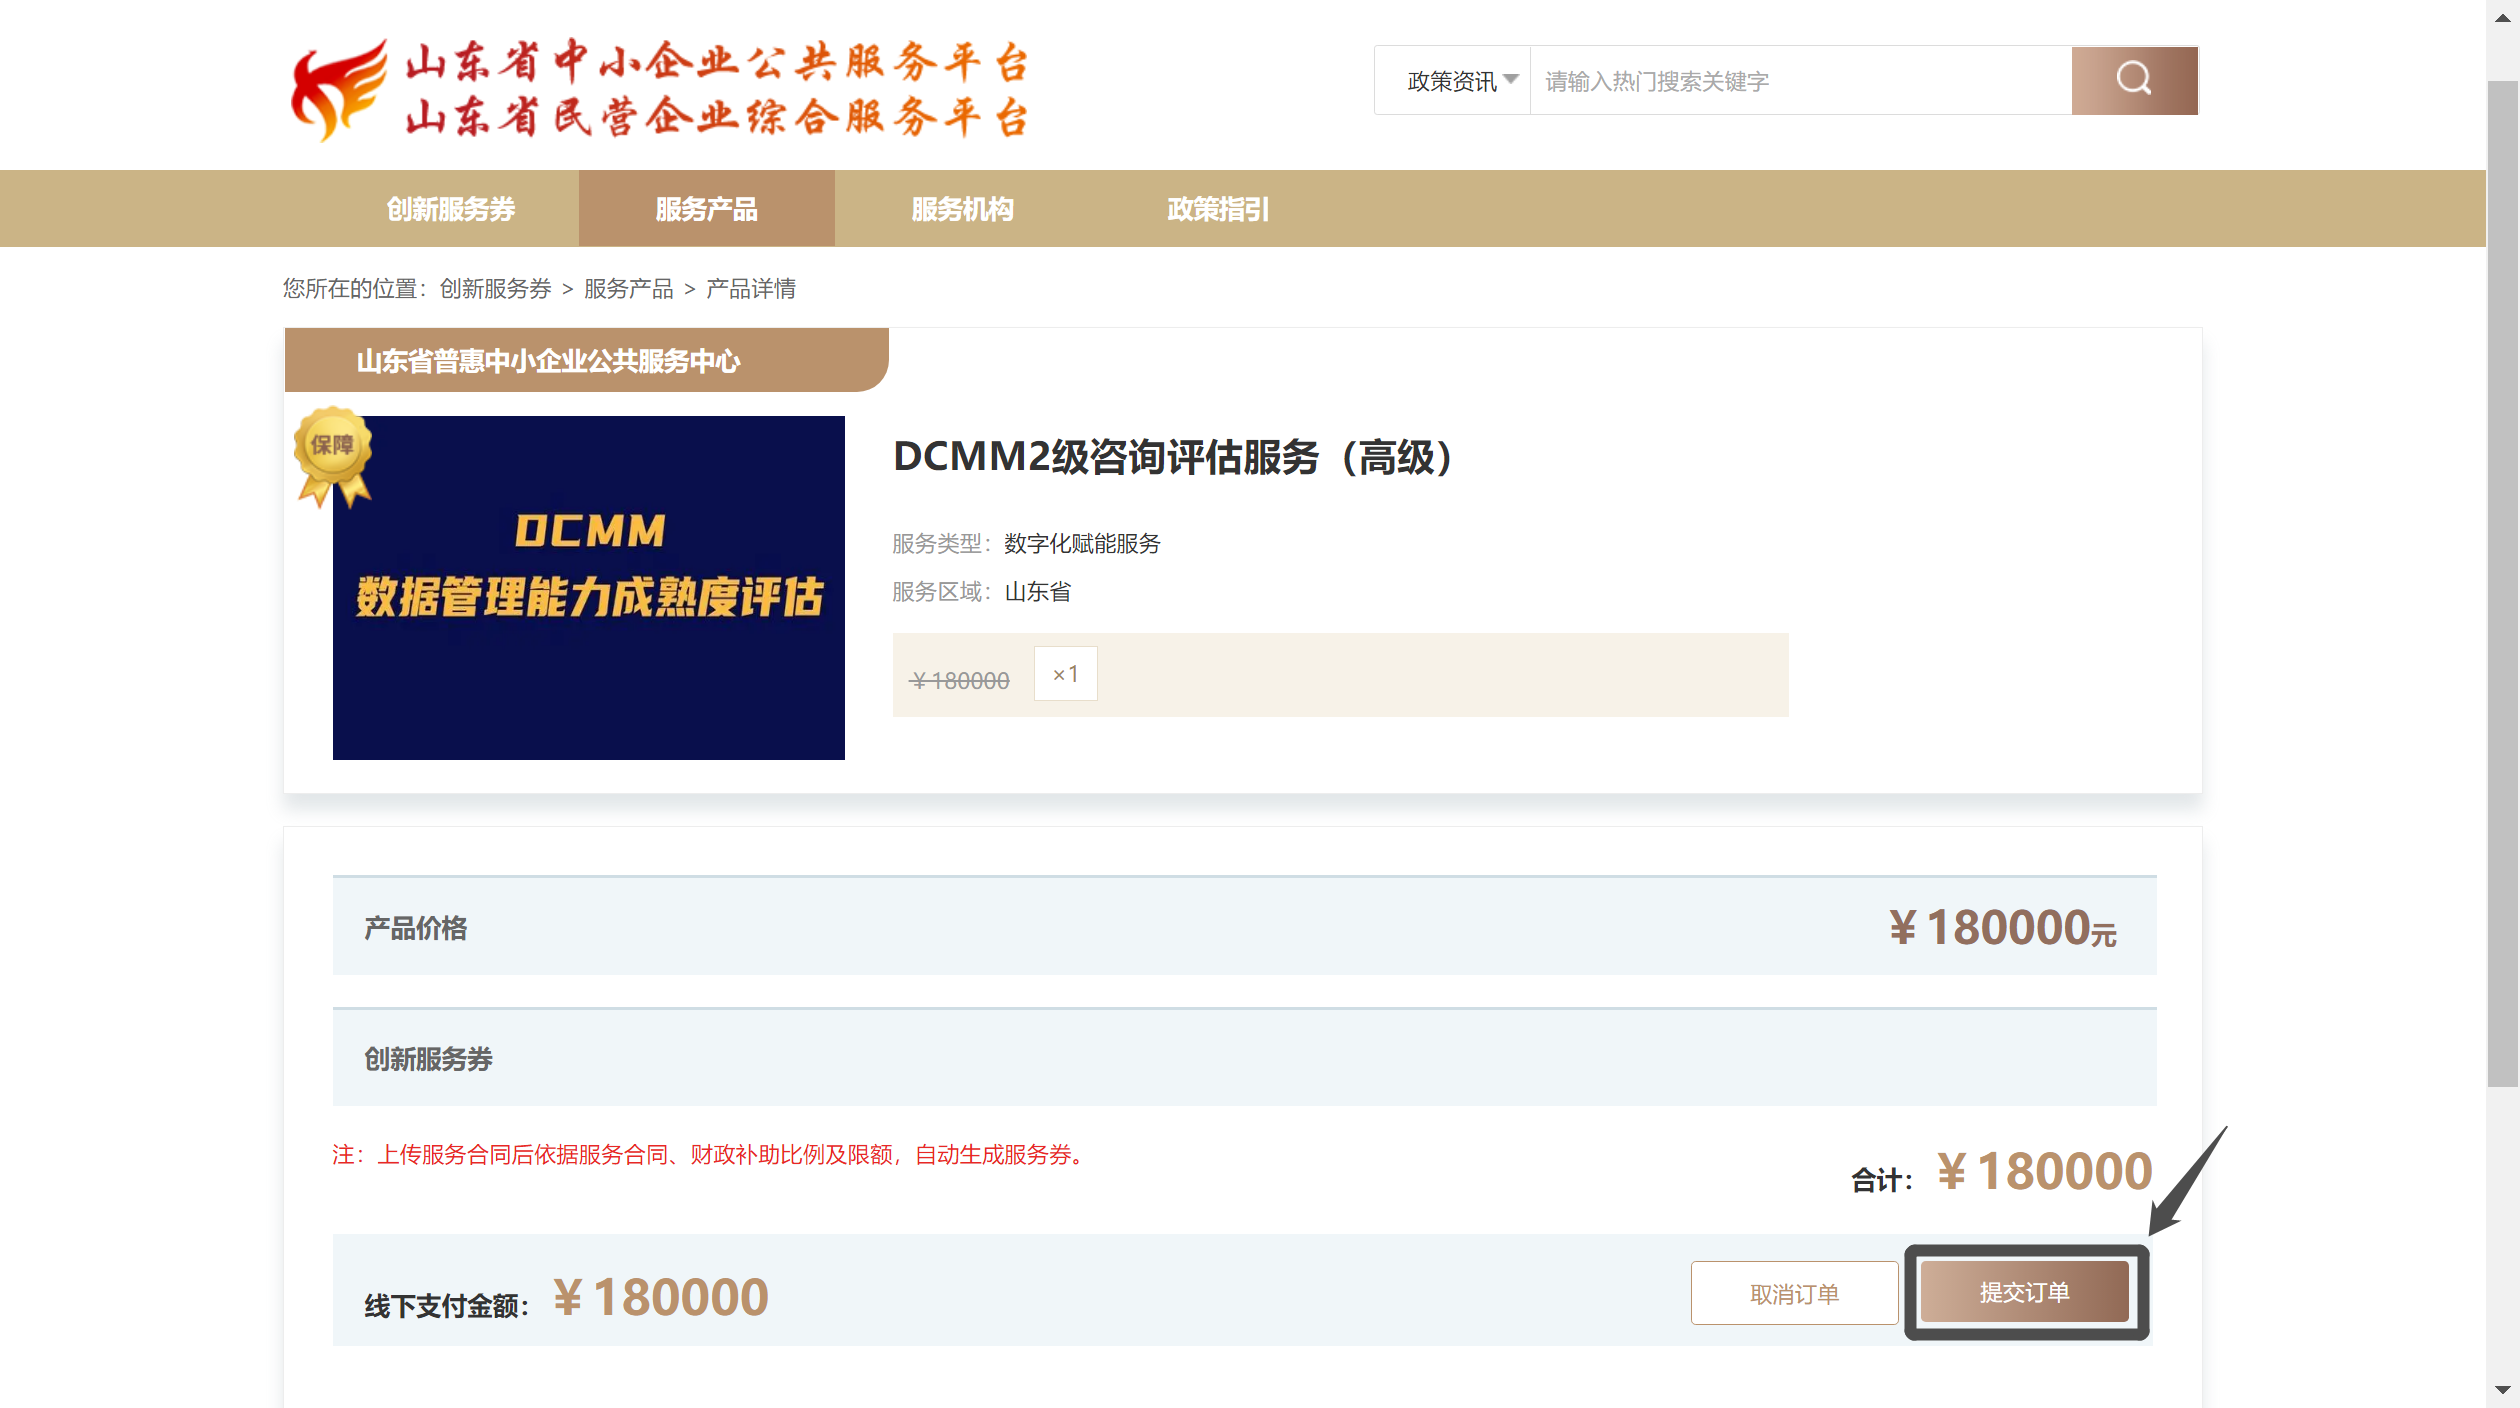 山东省中小企业公共服务平台
山东省民营企业综合服务平台
政策资讯
请输入热门搜索关键字
创新服务券 服务产品 服务机构 政策指引
您所在的位置：创新服务券 > 服务产品 > 产品详情
山东省普惠中小企业公共服务中心
保障
DCMM
数据管理能力成熟度评估
DCMM2级咨询评估服务（高级）
服务类型：数字化赋能服务
服务区域：山东省
¥180000 ×1
产品价格 ¥180000元
创新服务券
注：上传服务合同后依据服务合同、财政补助比例及限额，自动生成服务券。
合计：¥180000
线下支付金额：¥180000
取消订单 提交订单